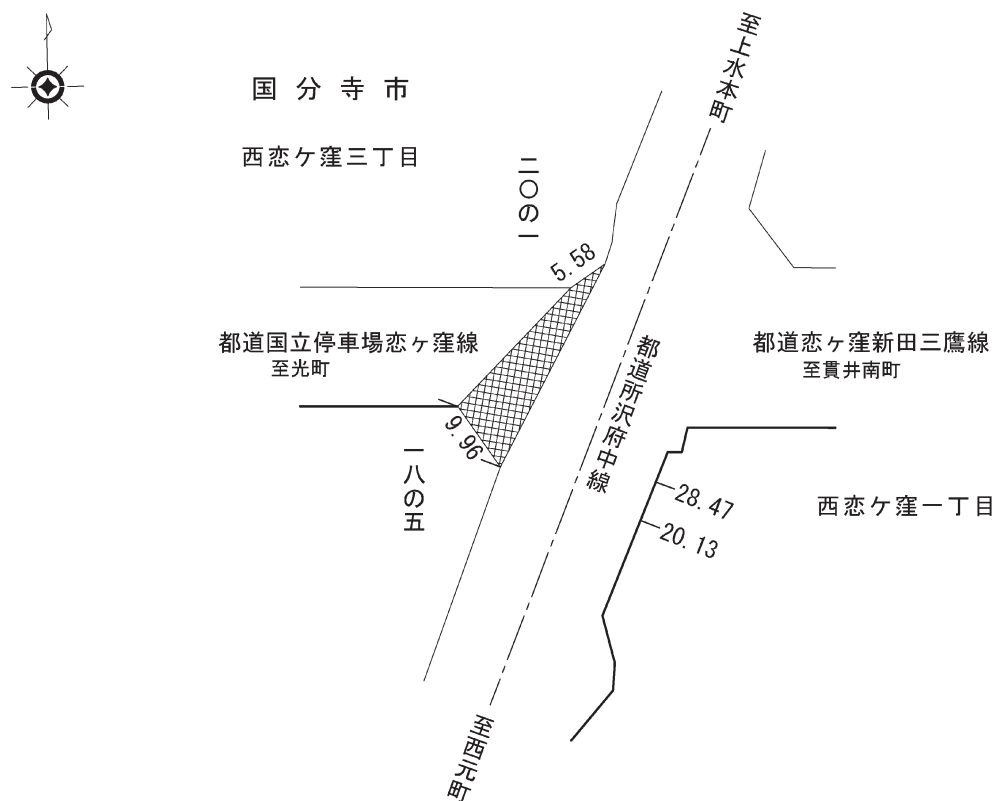 至上水本町
国分寺市
西恋ケ窪三丁目
二〇の一
5.58
都道国立停車場恋ヶ窪線
至光町
都道所沢府中線
都道恋ヶ窪新田三鷹線
至貫井南町
9.96
一八の五
28.47
20.13
西恋ケ窪一丁目
至西元町